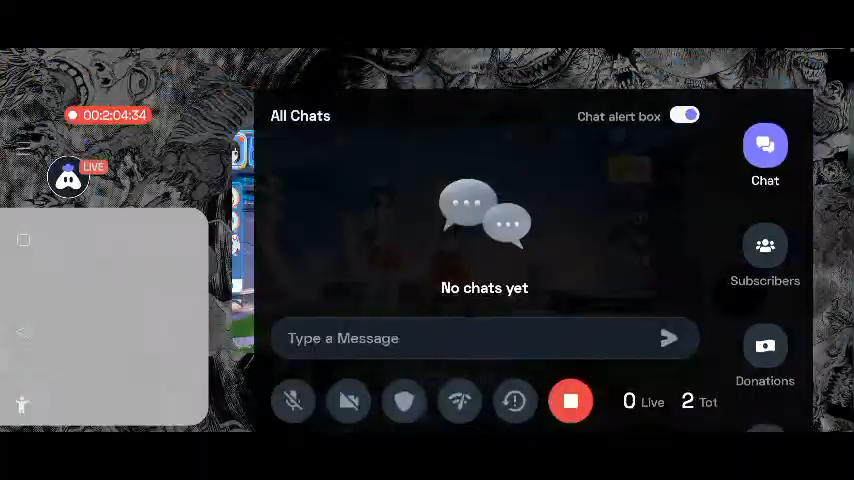 00:2:04:34
LIVE
All Chats
Chat alert box
Chat
No chats yet
Subscribers
Type a Message
Donations
0 Live 2 Tot